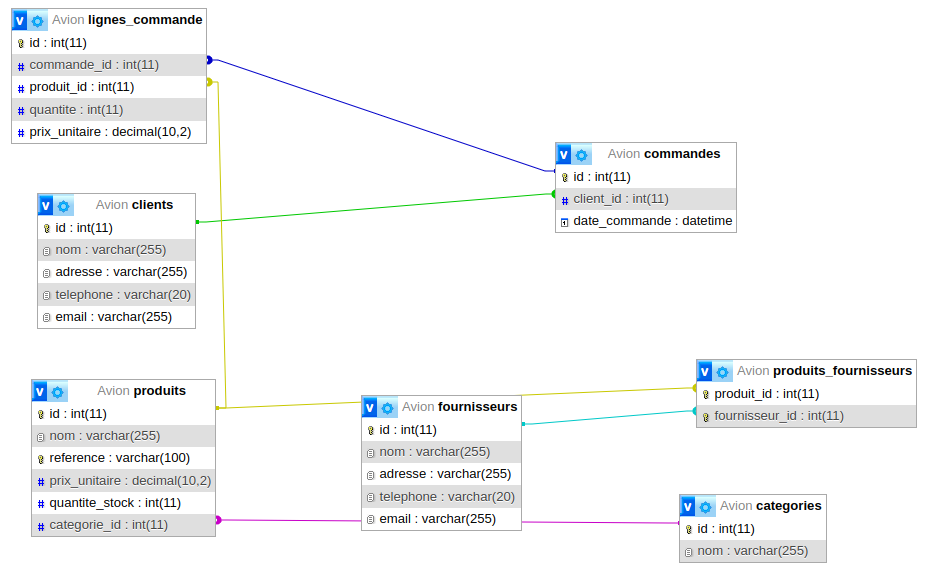 Avion lignes_commande
id : int(11)
commande_id : int(11)
produit_id : int(11)
quantite : int(11)
prix_unitaire : decimal(10,2)
Avion commandes
id : int(11)
client_id : int(11)
date_commande : datetime
Avion clients
id : int(11)
nom : varchar(255)
adresse : varchar(255)
telephone : varchar(20)
email : varchar(255)
Avion produits
id : int(11)
nom : varchar(255)
reference : varchar(100)
prix_unitaire : decimal(10,2)
quantite_stock : int(11)
categorie_id : int(11)
Avion fournisseurs
id : int(11)
nom : varchar(255)
adresse : varchar(255)
telephone : varchar(20)
email : varchar(255)
Avion produits_fournisseurs
produit_id : int(11)
fournisseur_id : int(11)
Avion categories
id : int(11)
nom : varchar(255)